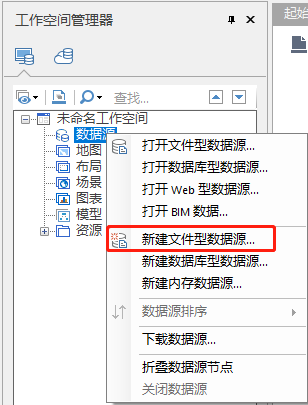 工作空间管理器
起始
查找...
未命名工作空间
数据源
地图
布局
场景
图表
模型
资源
打开文件型数据源...
打开数据库型数据源...
打开 Web 型数据源...
打开 BIM 数据...
新建文件型数据源...
新建数据库型数据源...
新建内存数据源...
数据源排序
下载数据源...
折叠数据源节点
关闭数据源